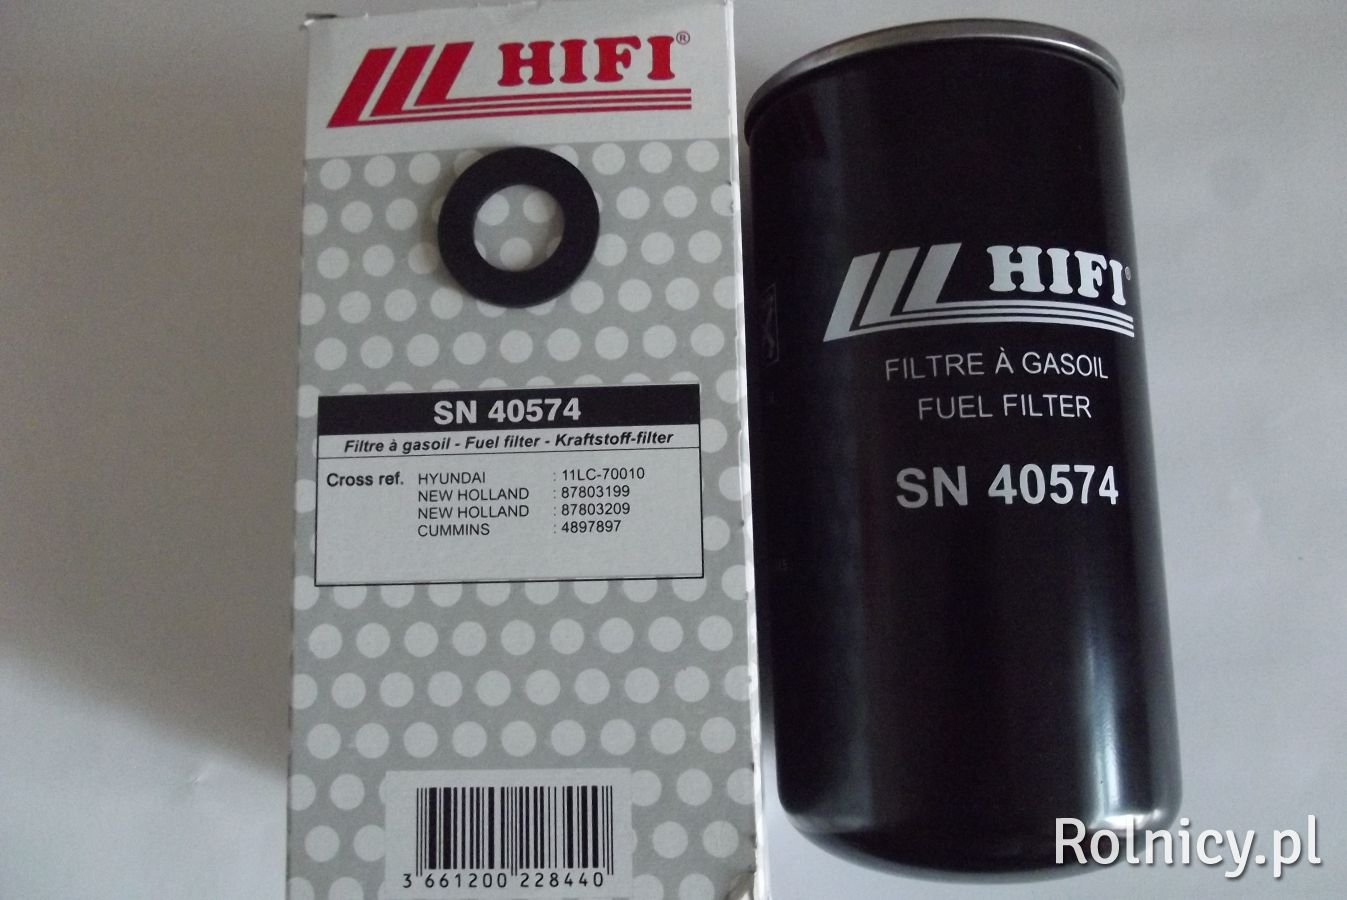 HIFI®
SN 40574
Filtre à gasoil - Fuel filter - Kraftstoff-filter
Cross ref. HYUNDAI : 11LC-70010
NEW HOLLAND : 87803199
NEW HOLLAND : 87803209
CUMMINS : 4897897
3 661200 228440
HIFI®
FILTRE À GASOIL
FUEL FILTER
SN 40574
Rolnicy.pl